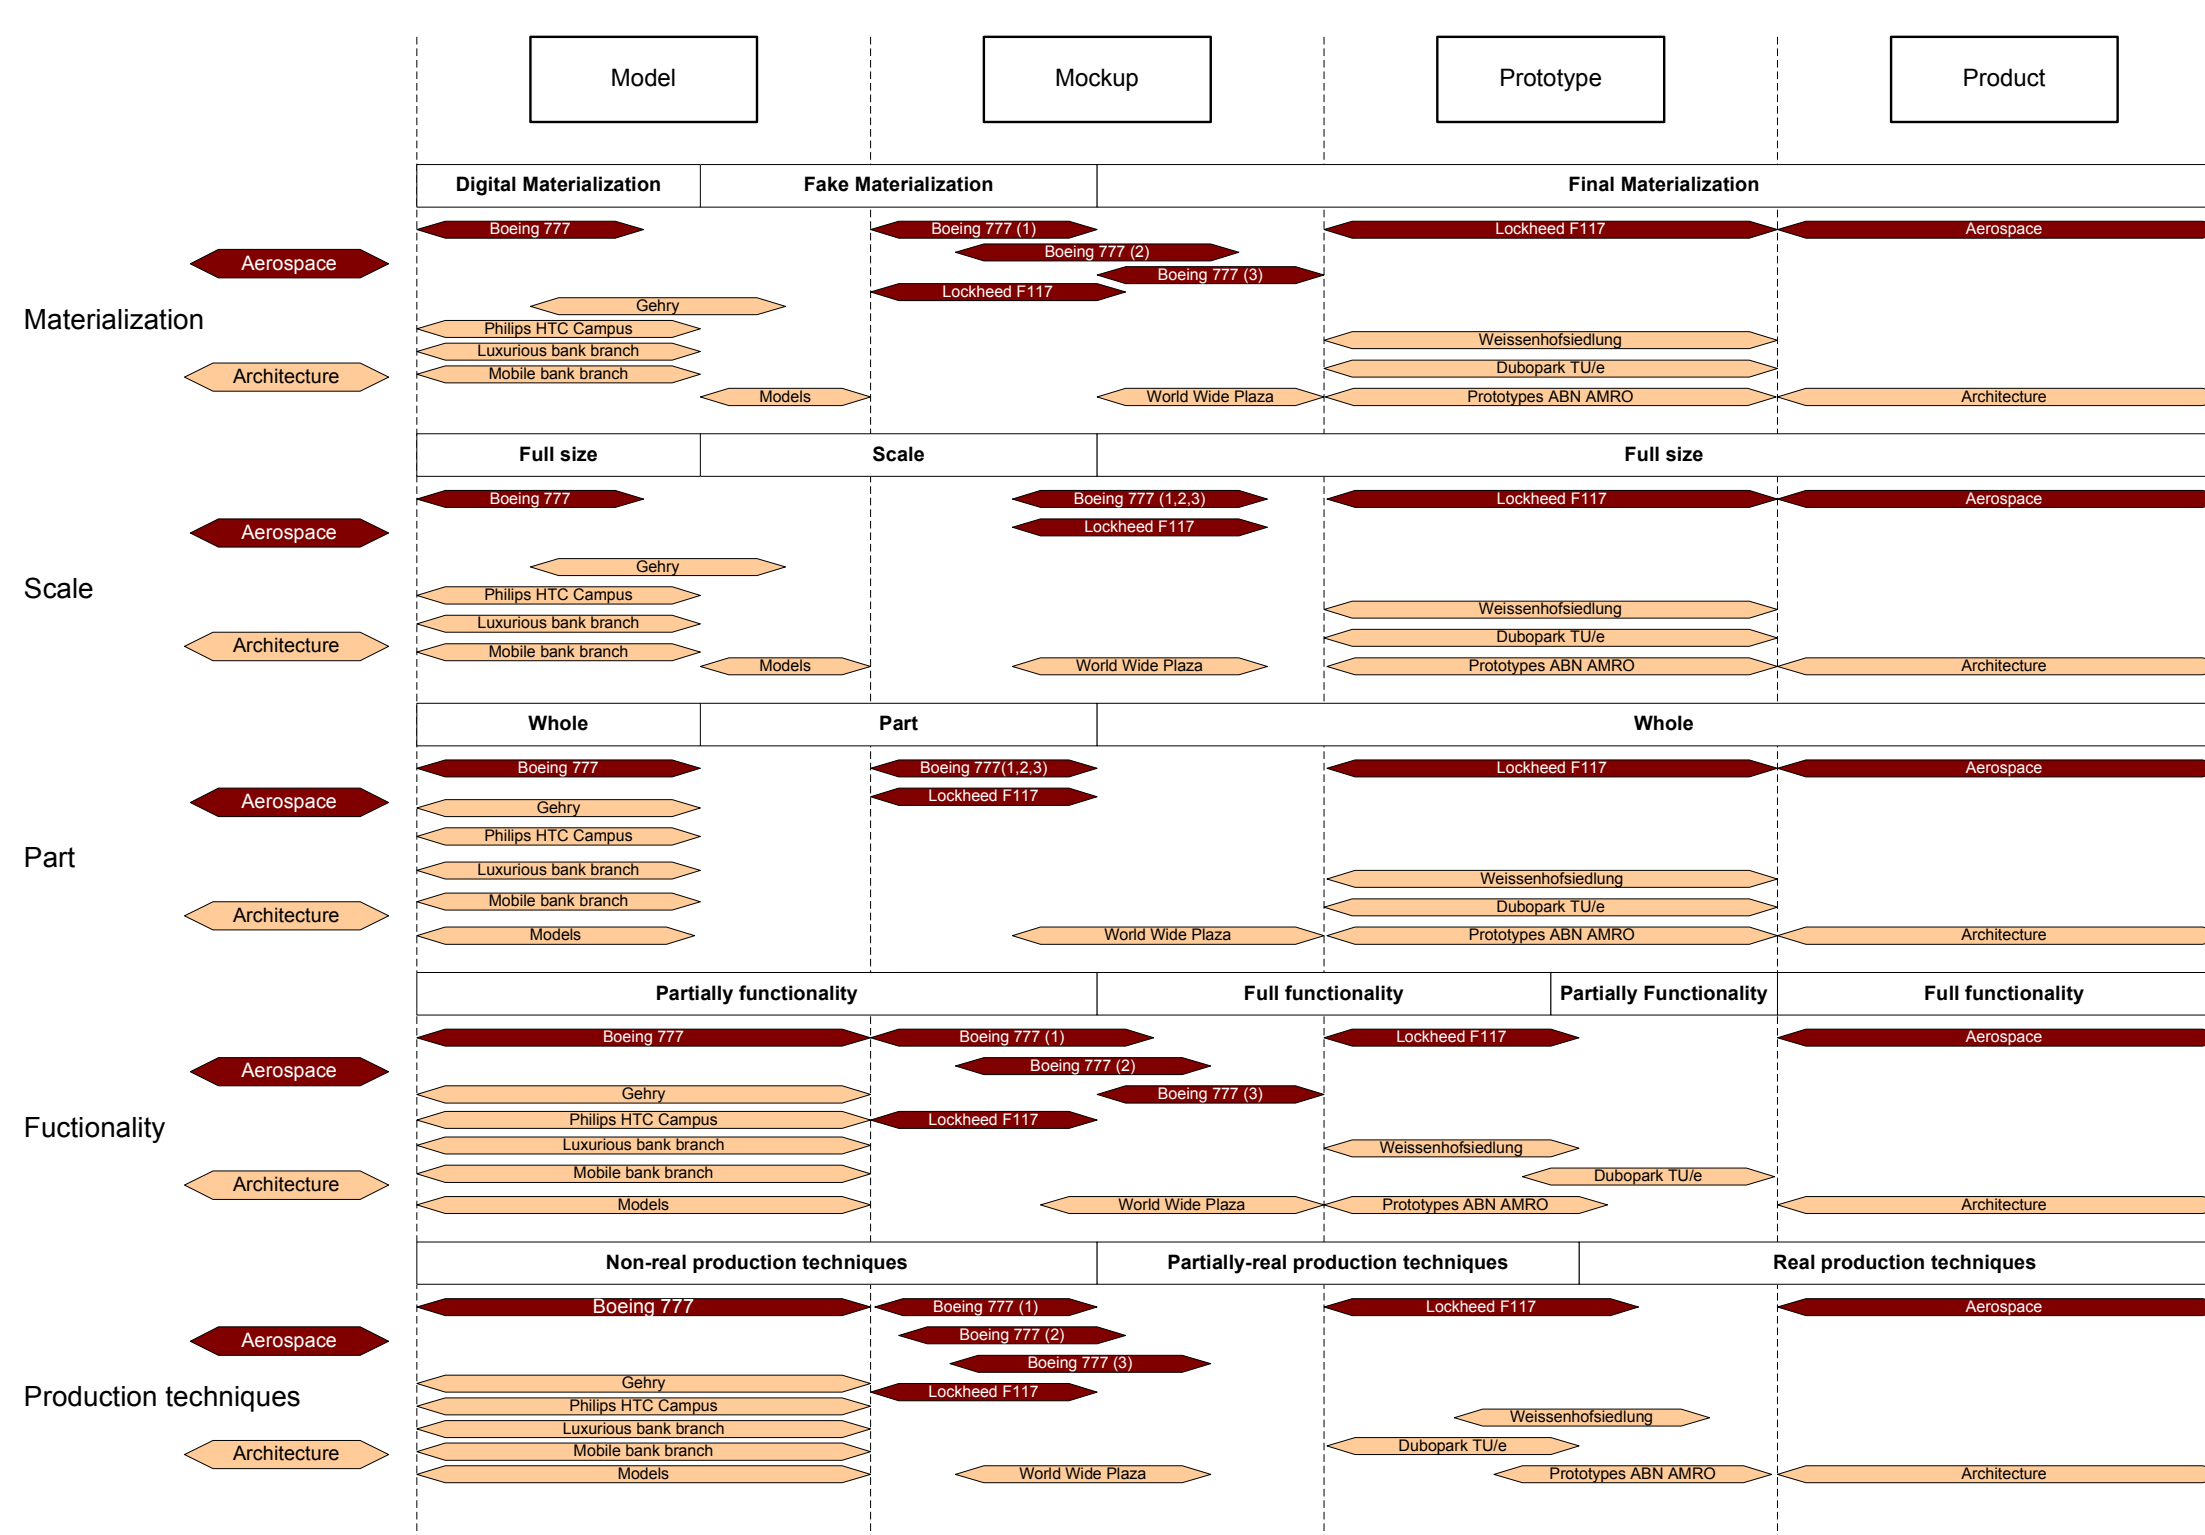 Model
Mockup
Prototype
Product
Digital Materialization
Fake Materialization
Final Materialization
Boeing 777
Boeing 777 (1)
Lockheed F117
Aerospace
Boeing 777 (2)
Aerospace
Boeing 777 (3)
Lockheed F117
Gehry
Materialization
Philips HTC Campus
Weissenhofsiedlung
Luxurious bank branch
Dubopark TU/e
Architecture
Mobile bank branch
Models
World Wide Plaza
Prototypes ABN AMRO
Architecture
Full size
Scale
Full size
Boeing 777
Boeing 777 (1,2,3)
Lockheed F117
Aerospace
Aerospace
Lockheed F117
Gehry
Scale
Philips HTC Campus
Weissenhofsiedlung
Luxurious bank branch
Dubopark TU/e
Architecture
Mobile bank branch
Models
World Wide Plaza
Prototypes ABN AMRO
Architecture
Whole
Part
Whole
Boeing 777
Boeing 777(1,2,3)
Lockheed F117
Aerospace
Aerospace
Lockheed F117
Gehry
Philips HTC Campus
Part
Luxurious bank branch
Weissenhofsiedlung
Mobile bank branch
Dubopark TU/e
Architecture
Models
World Wide Plaza
Prototypes ABN AMRO
Architecture
Partially functionality
Full functionality
Partially Functionality
Full functionality
Boeing 777
Boeing 777 (1)
Lockheed F117
Aerospace
Aerospace
Boeing 777 (2)
Gehry
Boeing 777 (3)
Fuctionality
Philips HTC Campus
Lockheed F117
Luxurious bank branch
Weissenhofsiedlung
Mobile bank branch
Dubopark TU/e
Architecture
Models
World Wide Plaza
Prototypes ABN AMRO
Architecture
Non-real production techniques
Partially-real production techniques
Real production techniques
Boeing 777
Boeing 777 (1)
Lockheed F117
Aerospace
Aerospace
Boeing 777 (2)
Boeing 777 (3)
Gehry
Lockheed F117
Production techniques
Philips HTC Campus
Weissenhofsiedlung
Luxurious bank branch
Dubopark TU/e
Architecture
Mobile bank branch
Models
World Wide Plaza
Prototypes ABN AMRO
Architecture